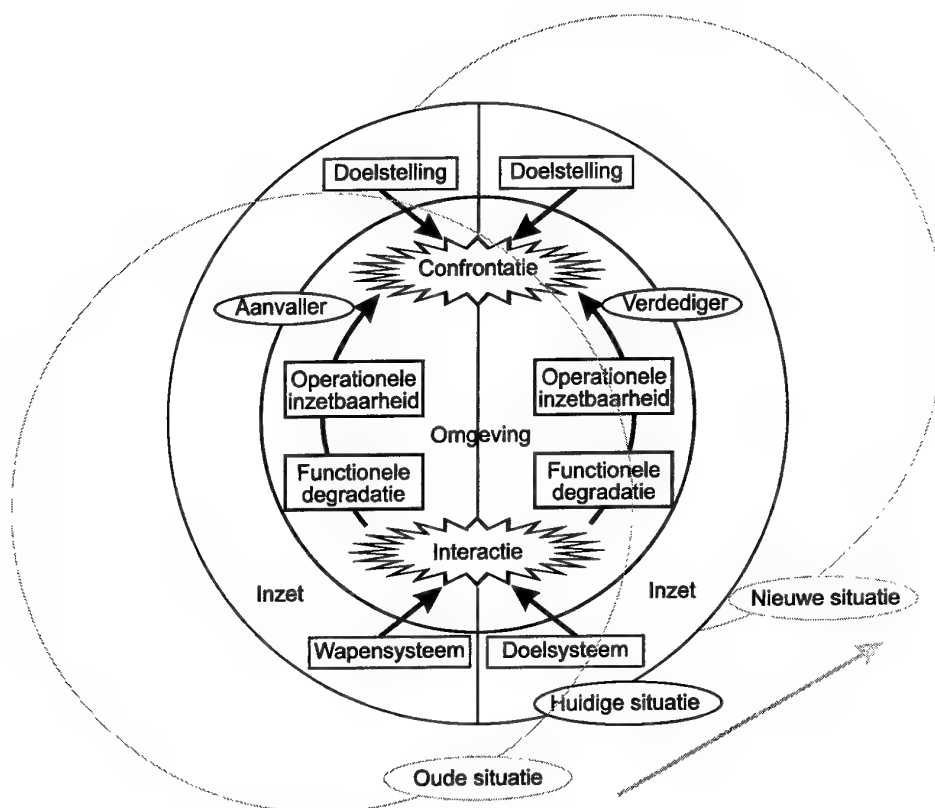 Doelstelling
Doelstelling
Confrontatie
Aanvaller
Verdediger
Operationele
inzetbaarheid
Operationele
inzetbaarheid
Omgeving
Functionele
degradatie
Functionele
degradatie
Interactie
Inzet
Inzet
Nieuwe situatie
Wapensysteem
Doelsysteem
Huidige situatie
Oude situatie